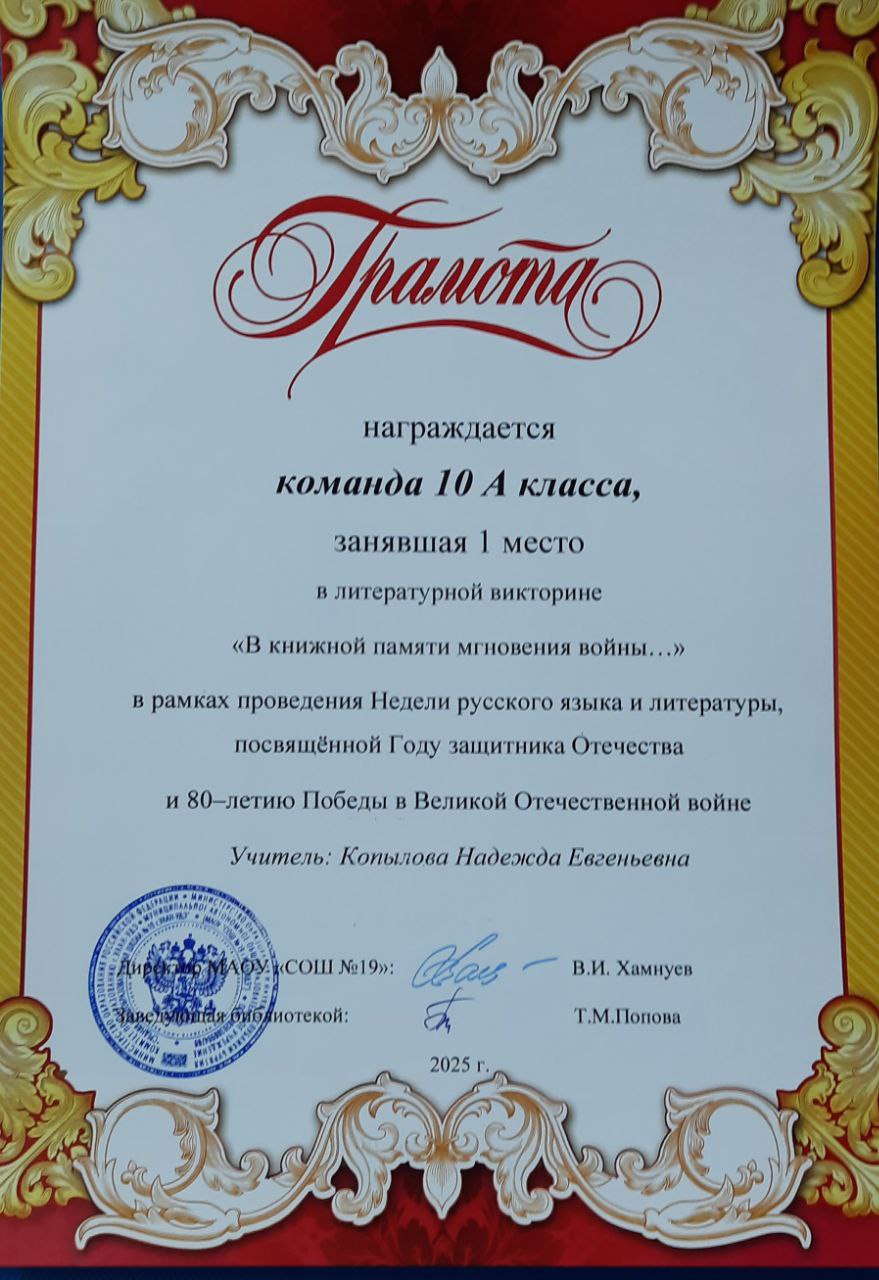 Грамота
награждается
команда 10 А класса,
занявшая 1 место
в литературной викторине
«В книжной памяти мгновения войны…»
в рамках проведения Недели русского языка и литературы,
посвящённой Году защитника Отечества
и 80–летию Победы в Великой Отечественной войне
Учитель: Копылова Надежда Евгеньевна
Директор МАОУ «СОШ №19»: В.И. Хамнуев
Заведующая библиотекой: Т.М.Попова
2025 г.